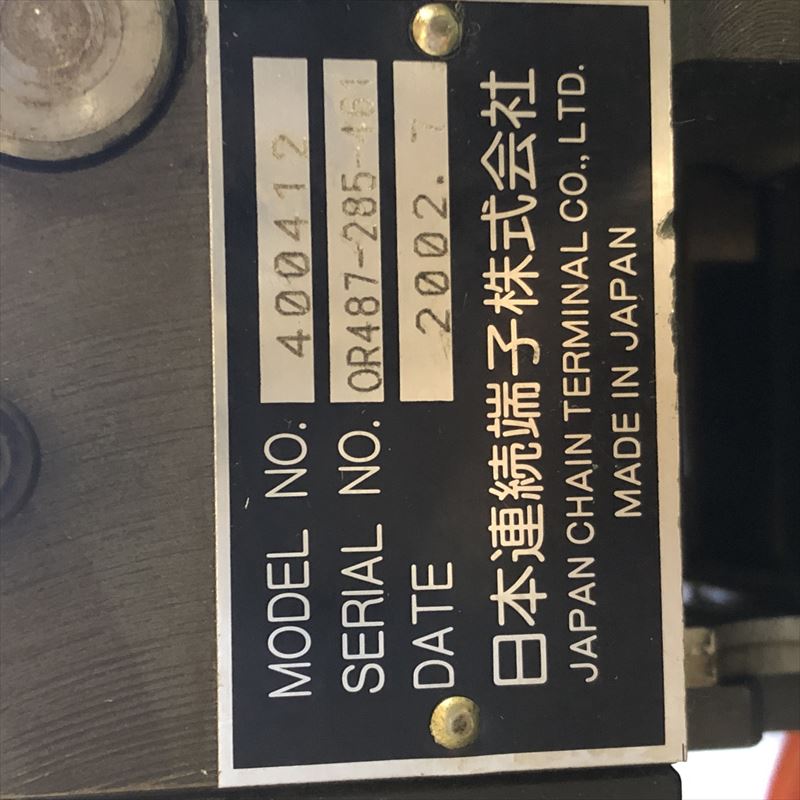 MODEL NO. 400412
SERIAL NO. OR487-285-461
DATE 2002. 7
日本連続端子株式会社
JAPAN CHAIN TERMINAL CO., LTD.
MADE IN JAPAN